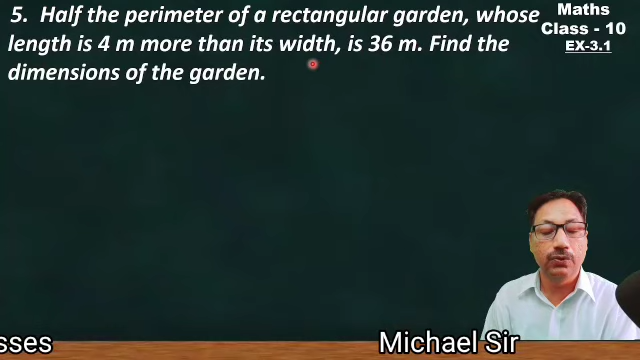 5. Half the perimeter of a rectangular garden, whose
length is 4 m more than its width, is 36 m. Find the
dimensions of the garden.
Maths
Class - 10
EX-3.1
sses
Michael Sir